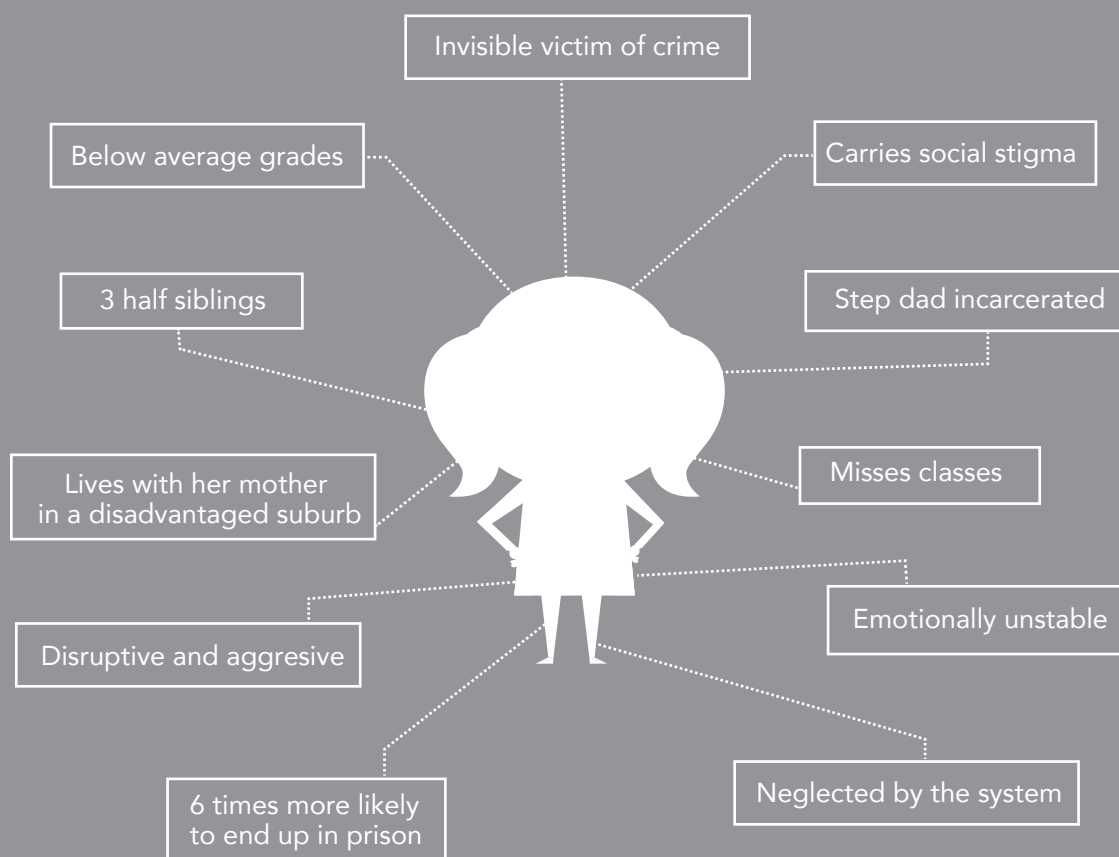 Invisible victim of crime
Below average grades
Carries social stigma
3 half siblings
Step dad incarcerated
Lives with her mother
in a disadvantaged suburb
Misses classes
Disruptive and aggresive
Emotionally unstable
6 times more likely
to end up in prison
Neglected by the system